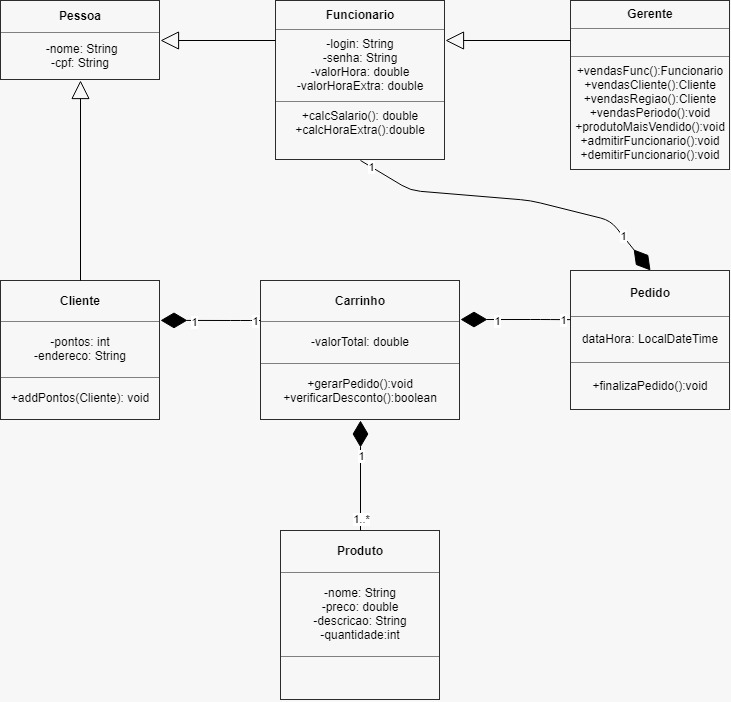 Pessoa
-nome: String
-cpf: String
Funcionario
-login: String
-senha: String
-valorHora: double
-valorHoraExtra: double
+calcSalario(): double
+calcHoraExtra():double
Gerente
+vendasFunc():Funcionario
+vendasCliente():Cliente
+vendasRegiao():Cliente
+vendasPeriodo():void
+produtoMaisVendido():void
+admitirFuncionario():void
+demitirFuncionario():void
1
1
Cliente
-pontos: int
-endereco: String
+addPontos(Cliente): void
1
1
Carrinho
-valorTotal: double
+gerarPedido():void
+verificarDesconto():boolean
1
1
Pedido
dataHora: LocalDateTime
+finalizaPedido():void
1
1..*
Produto
-nome: String
-preco: double
-descricao: String
-quantidade:int